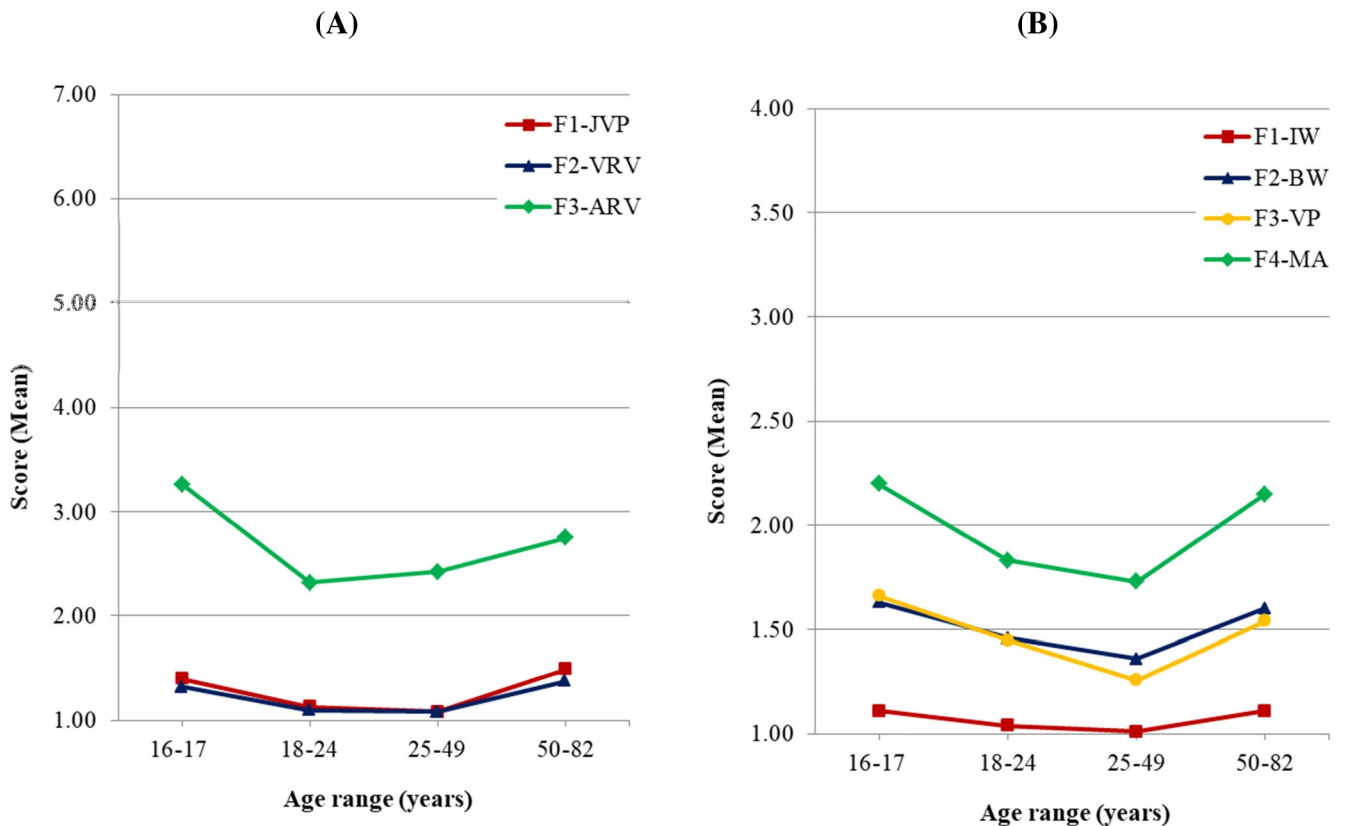 (A)
7.00
6.00
5.00
4.00
3.00
2.00
1.00
Score (Mean)
F1-JVP
F2-VRV
F3-ARV
16-17
18-24
25-49
50-82
Age range (years)
(B)
4.00
3.50
3.00
2.50
2.00
1.50
1.00
Score (Mean)
F1-IW
F2-BW
F3-VP
F4-MA
16-17
18-24
25-49
50-82
Age range (years)